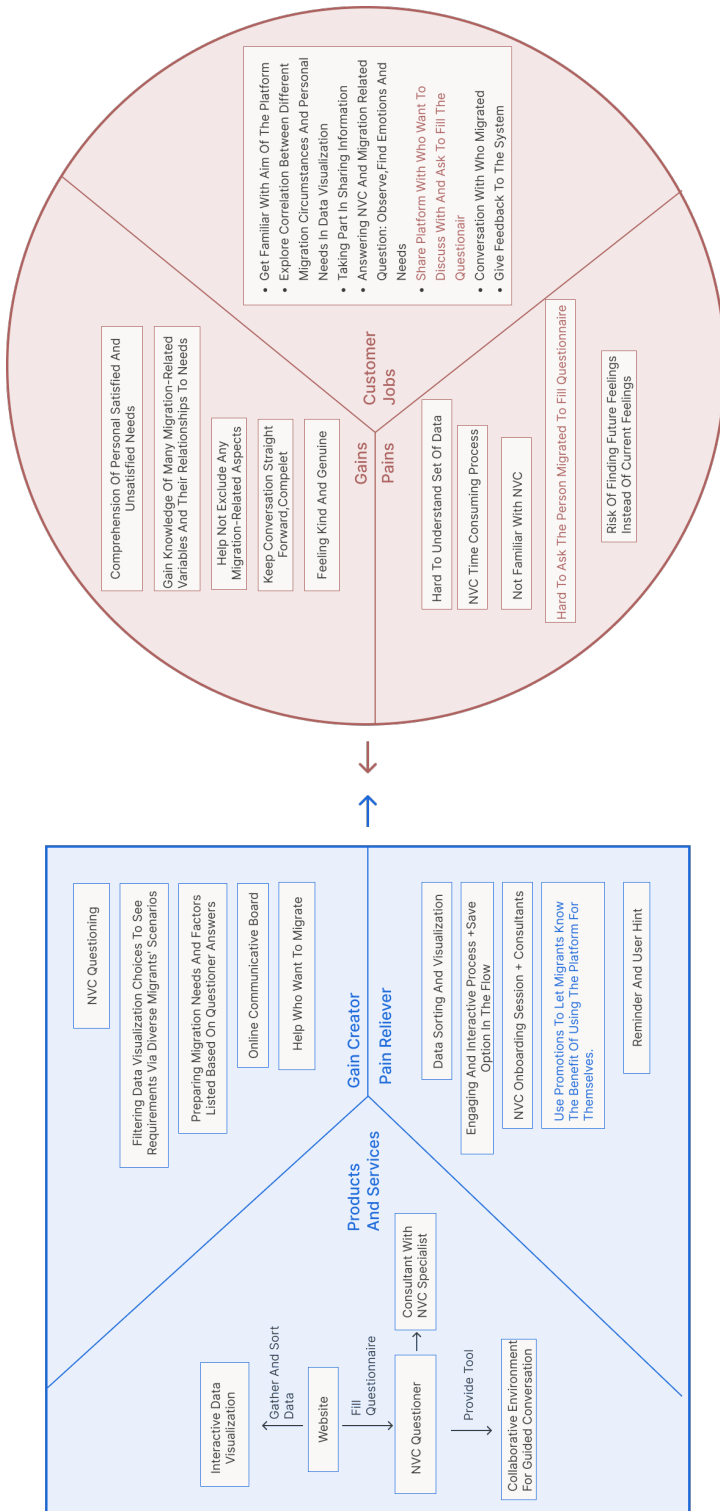 Interactive Data
Visualization
Gather And Sort
Data
Website
Fill
Questionnaire
NVC Questioner
Consultant With
NVC Specialist
Provide Tool
Collaborative Environment
For Guided Conversation
Products
And Services
Gain Creator
NVC Questioning
Filtering Data Visualization Choices To See
Requirements Via Diverse Migrants' Scenarios
Preparing Migration Needs And Factors
Listed Based On Questioner Answers
Online Communicative Board
Help Who Want To Migrate
Pain Reliever
Data Sorting And Visualization
Engaging And Interactive Process +Save
Option In The Flow
NVC Onboarding Session + Consultants
Use Promotions To Let Migrants Know
The Benefit Of Using The Platform For
Themselves.
Reminder And User Hint
Gains
Comprehension Of Personal Satisfied And
Unsatisfied Needs
Gain Knowledge Of Many Migration-Related
Variables And Their Relationships To Needs
Help Not Exclude Any
Migration-Related Aspects
Keep Conversation Straight
Forward,Compelet
Feeling Kind And Genuine
Pains
Hard To Understand Set Of Data
NVC Time Consuming Process
Not Familiar With NVC
Hard To Ask The Person Migrated To Fill Questionnaire
Risk Of Finding Future Feelings
Instead Of Current Feelings
Customer
Jobs
• Get Familiar With Aim Of The Platform
• Explore Correlation Between Different
Migration Circumstances And Personal
Needs In Data Visualization
• Taking Part In Sharing Information
• Answering NVC And Migration Related
Question: Observe,Find Emotions And
Needs
• Share Platform With Who Want To
Discuss With And Ask To Fill The
Questionair
• Conversation With Who Migrated
• Give Feedback To The System